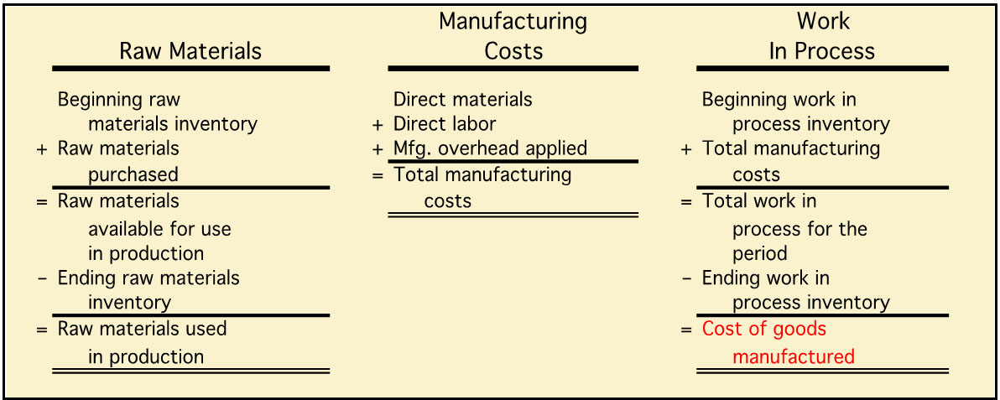 Raw Materials
Beginning raw
materials inventory
+ Raw materials
purchased
= Raw materials
available for use
in production
– Ending raw materials
inventory
= Raw materials used
in production
Manufacturing
Costs
Direct materials
+ Direct labor
+ Mfg. overhead applied
= Total manufacturing
costs
Work
In Process
Beginning work in
process inventory
+ Total manufacturing
costs
= Total work in
process for the
period
– Ending work in
process inventory
= Cost of goods
manufactured